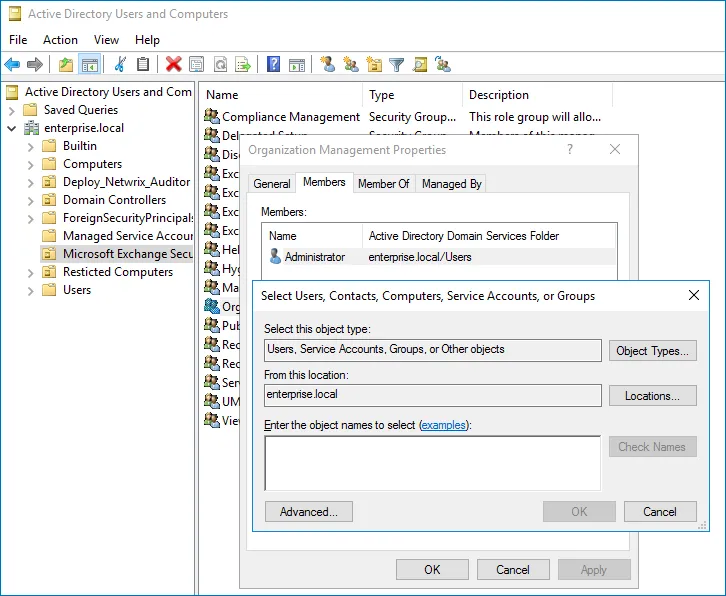 Active Directory Users and Computers
File Action View Help
Active Directory Users and Com
Saved Queries
enterprise.local
Builtin
Computers
Deploy_Netwrix_Auditor
Domain Controllers
ForeignSecurityPrincipals
Managed Service Accour
Microsoft Exchange Secu
Resticted Computers
Users
Name Type Description
Compliance Management Security Group... This role group will allo...
Delegated Setup Security Group... Members of this manag...
Dis
Exc
Exc
Exc
Exc
Hel
Hyg
Ma
Org
Pub
Rec
Rec
Ser
UM
Viev
Organization Management Properties ?
General Members Member Of Managed By
Members:
Name Active Directory Domain Services Folder
Administrator enterprise.local/Users
Select Users, Contacts, Computers, Service Accounts, or Groups
Select this object type:
Users, Service Accounts, Groups, or Other objects Object Types...
From this location:
enterprise.local Locations...
Enter the object names to select (examples):
Check Names
Advanced... OK Cancel
OK Cancel Apply